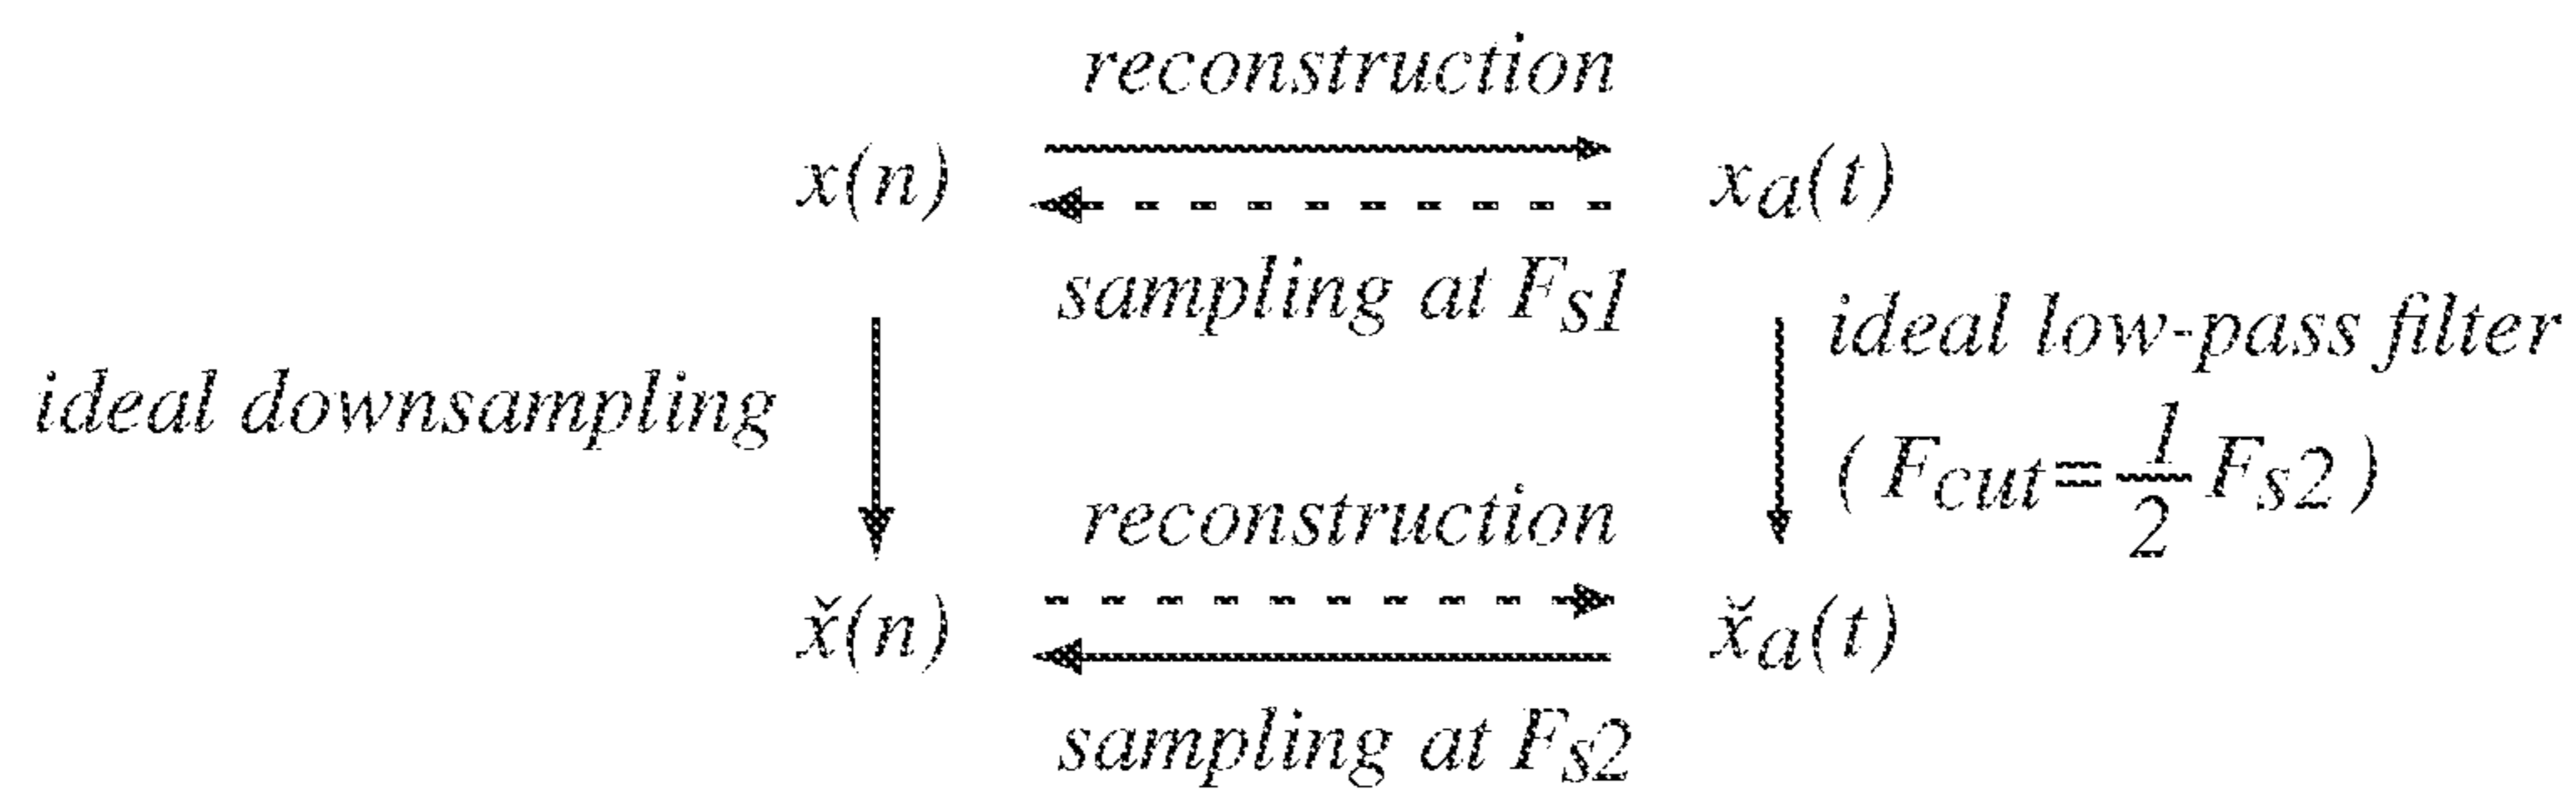 reconstruction
x(n) xa(t)
sampling at Fs1
ideal low-pass filter
ideal downsampling
( Fcut = 1/2 Fs2 )
reconstruction
x̌(n) x̌a(t)
sampling at Fs2